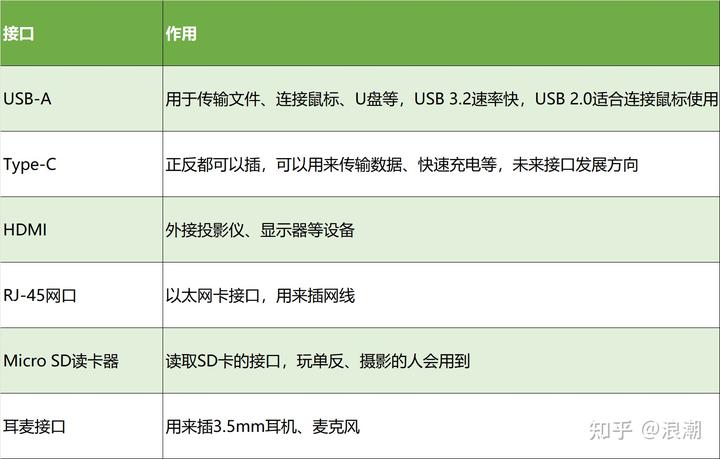 接口 作用
USB-A 用于传输文件、连接鼠标、U盘等，USB 3.2速率快，USB 2.0适合连接鼠标使用
Type-C 正反都可以插，可以用来传输数据、快速充电等，未来接口发展方向
HDMI 外接投影仪、显示器等设备
RJ-45网口 以太网卡接口，用来插网线
Micro SD读卡器 读取SD卡的接口，玩单反、摄影的人会用到
耳麦接口 用来插3.5mm耳机、麦克风
知乎 @浪潮